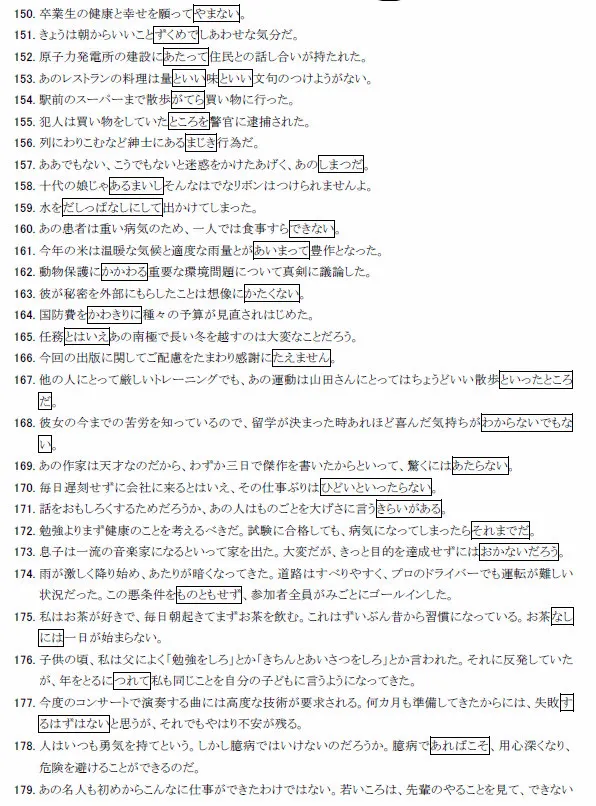 150. 卒業生の健康と幸せを願ってやまない。
151. きょうは朝からいいことずくめでしあわせな気分だ。
152. 原子力発電所の建設にあたって住民との話し合いが持たれた。
153. あのレストランの料理は量といい味といい文句のつけようがない。
154. 駅前のスーパーまで散歩がてら買い物に行った。
155. 犯人は買い物をしていたところを警官に逮捕された。
156. 列にわりこむなど紳士にあるまじき行為だ。
157. ああでもない、こうでもないと迷惑をかけたあげく、あのしまつだ。
158. 十代の娘じゃあるまいしそんなはでなリボンはつけられませんよ。
159. 水をだしっぱなしにして出かけてしまった。
160. あの患者は重い病気のため、一人では食事すらできない。
161. 今年の米は温暖な気候と適度な雨量とがあいまって豊作となった。
162. 動物保護にかかわる重要な環境問題について真剣に議論した。
163. 彼が秘密を外部にもらしたことは想像にかたくない。
164. 国防費をかわきりに種々の予算が見直されはじめた。
165. 任務とはいえあの南極で長い冬を越すのは大変なことだろう。
166. 今回の出版に関してご配慮をたまわり感謝にたえません。
167. 他の人にとって厳しいトレーニングでも、あの運動は山田さんにとってはちょうどいい散歩といったところ
だ。
168. 彼女の今までの苦労を知っているので、留学が決まった時あれほど喜んだ気持ちがわからないでもな
い。
169. あの作家は天才なのだから、わずか三日で傑作を書いたからといって、驚くにはあたらない。
170. 毎日遅刻せずに会社に来るとはいえ、その仕事ぶりはひどいといったらない。
171. 話をおもしろくするためだろうか、あの人はものごとを大げさに言うきらいがある。
172. 勉強よりまず健康のことを考えるべきだ。試験に合格しても、病気になってしまったらそれまでだ。
173. 息子は一流の音楽家になるといって家を出た。大変だが、きっと目的を達成せずにはおかないだろう。
174. 雨が激しく降り始め、あたりが暗くなってきた。道路はすべりやすく、プロのドライバーでも運転が難しい
状況だった。この悪条件をものともせず、参加者全員がみごとにゴールインした。
175. 私はお茶が好きで、毎日朝起きてまずお茶を飲む。これはずいぶん昔から習慣になっている。お茶なし
には一日が始まらない。
176. 子供の頃、私は父によく「勉強をしろ」とか「きちんとあいさつをしろ」とか言われた。それに反発していた
が、年をとるにつれて私も同じことを自分の子どもに言うようになってきた。
177. 今度のコンサートで演奏する曲には高度な技術が要求される。何カ月も準備してきたからには、失敗す
るはずはないと思うが、それでもやはり不安が残る。
178. 人はいつも勇気を持てという。しかし臆病ではいけないのだろうか。臆病であればこそ、用心深くなり、
危険を避けることができるのだ。
179. あの名人も初めからこんなに仕事ができたわけではない。若いころは、先輩のやることを見て、できない